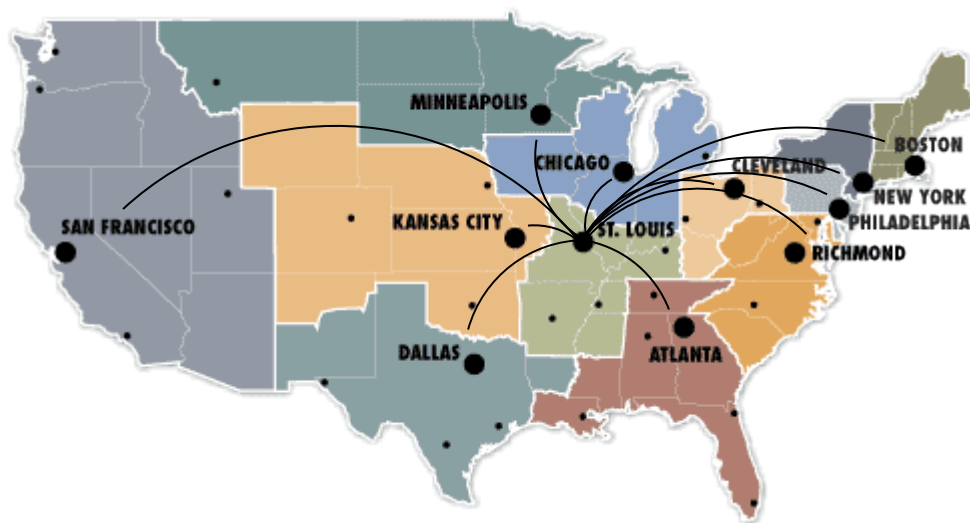 MINNEAPOLIS
BOSTON
CHICAGO
CLEVELAND
NEW YORK
SAN FRANCISCO
KANSAS CITY
ST. LOUIS
PHILADELPHIA
RICHMOND
DALLAS
ATLANTA